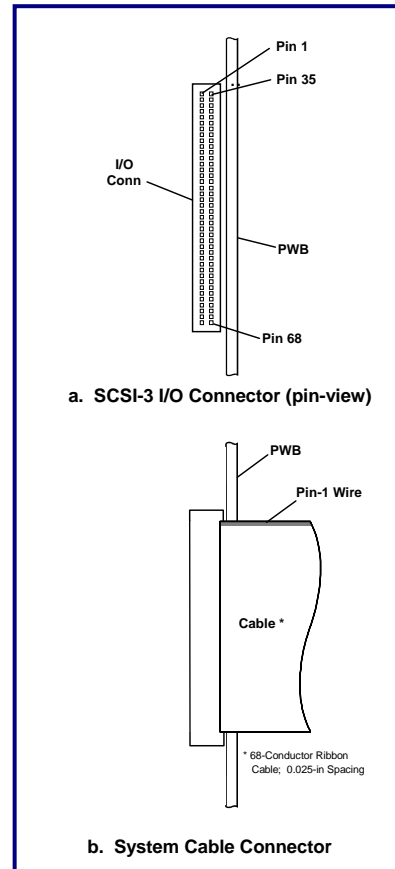 Pin 1
Pin 35
I/O
Conn
PWB
Pin 68
a. SCSI-3 I/O Connector (pin-view)
PWB
Pin-1 Wire
Cable *
* 68-Conductor Ribbon
Cable; 0.025-in Spacing
b. System Cable Connector